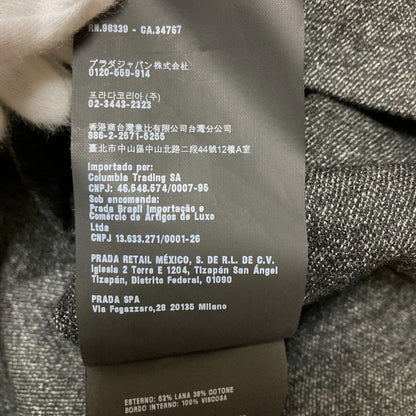 RN.98339 - CA.34767
プラダジャパン株式会社
0120-559-914
프라다코리아 (주)
02-3443-2323
香港商台灣意比有限公司台灣分公司
886-2-2571-5255
臺北市中山區中山北路二段44號12樓A室
Importado por:
Columbia Trading SA
CNPJ: 46.548.574/0007-95
Sob encomenda:
Prada Brasil Importação e
Comércio de Artigos de Luxo
Ltda
CNPJ 13.633.271/0001-26
PRADA RETAIL MÉXICO, S. DE R.L. DE C.V.
Iglesia 2 Torre E 1204, Tizapán San Ángel
Tizapán, Distrito Federal, 01090
PRADA SPA
Via Fogazzaro,28 20135 Milano
ESTERNO: 62% LANA 38% COTONE
BORDO INTERNO: 100% VISCOSA